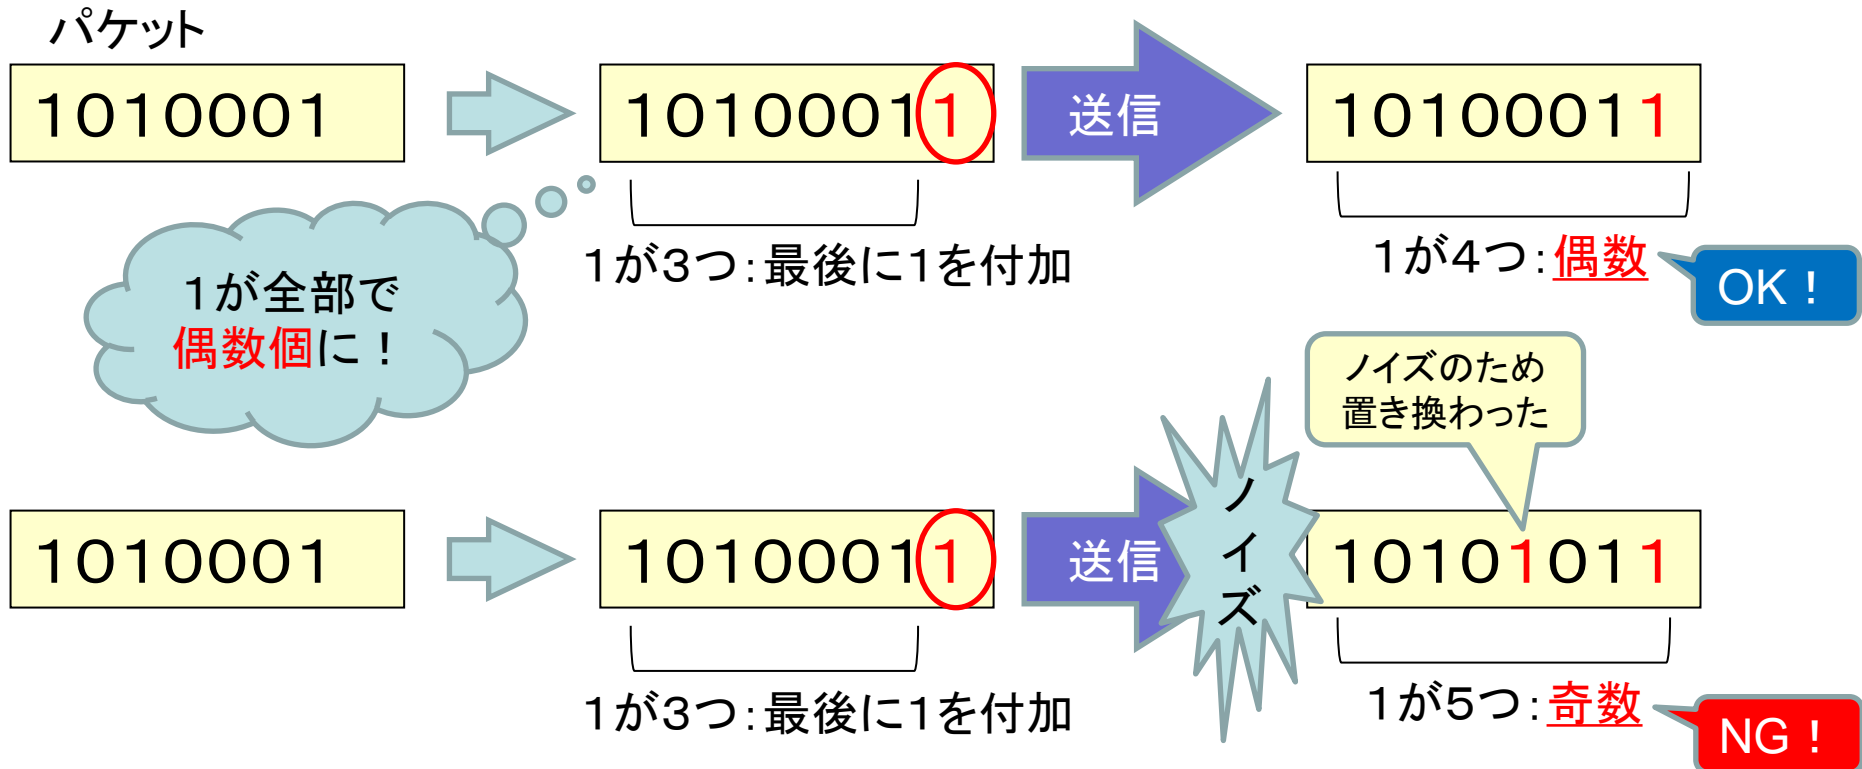 パケット
1010001
10100011
送信
10100011
1が3つ：最後に1を付加
1が4つ：偶数
OK！
1が全部で
偶数個に！
ノイズのため
置き換わった
1010001
10100011
送信
ノイズ
10101011
1が3つ：最後に1を付加
1が5つ：奇数
NG！